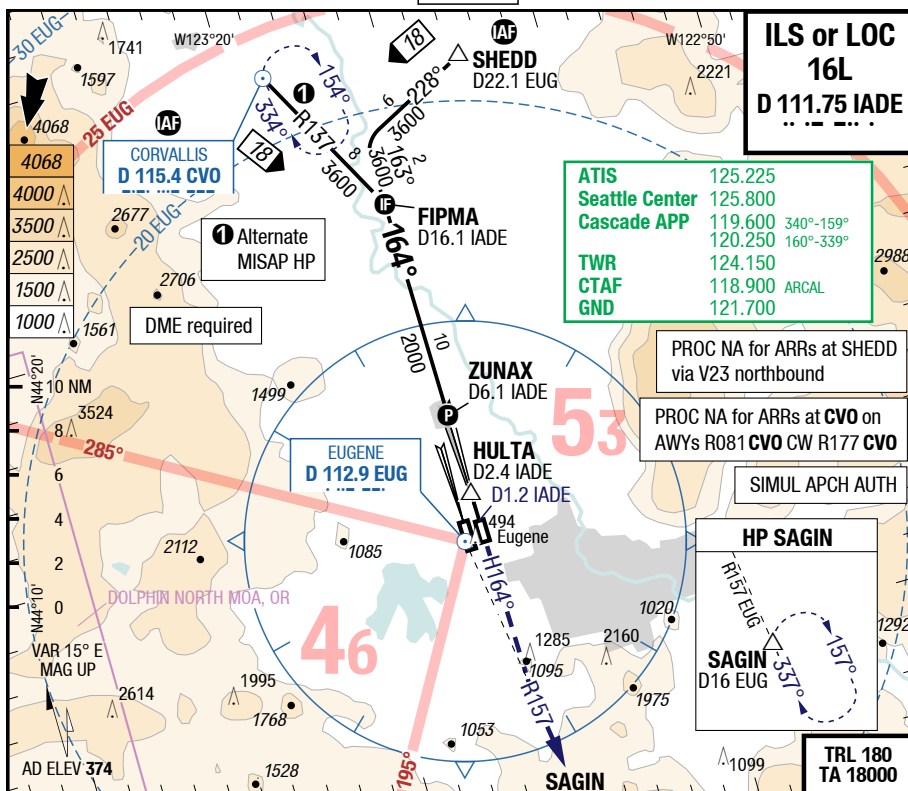 ILS or LOC
16L
D 111.75 IADE
30 EUG
1741
W123°20'
1597
18
IAF
SHEDD
D22.1 EUG
W122°50'
2221
4068
25 EUG
IAF
154°
334°
1
R137
8
3600
18
6
228°
3600
163°
2
3600
4068
4000
3500
2500
1500
1000
CORVALLIS
D 115.4 CVO
2677
20 EUG
1 Alternate
MISAP HP
2706
DME required
1561
IF
FIPMA
D16.1 IADE
164°
2000
10
ATIS 125.225
Seattle Center 125.800
Cascade APP 119.600 340°-159°
120.250 160°-339°
TWR 124.150
CTAF 118.900 ARCAL
GND 121.700
2988
PROC NA for ARRs at SHEDD
via V23 northbound
PROC NA for ARRs at CVO on
AWYs R081 CVO CW R177 CVO
SIMUL APCH AUTH
N44°20'
10 NM
8
6
4
2
0
N44°10'
3524
285°
1499
ZUNAX
D6.1 IADE
P
53
EUGENE
D 112.9 EUG
HULTA
D2.4 IADE
D1.2 IADE
494
Eugene
2112
1085
DOLPHIN NORTH MOA, OR
46
H164°
1020
1285
1095
2160
1975
R157
HP SAGIN
R157 EUG
SAGIN
D16 EUG
157°
337°
1292
VAR 15° E
MAG UP
2614
1995
1768
1053
195°
AD ELEV 374
1528
SAGIN
1099
TRL 180
TA 18000